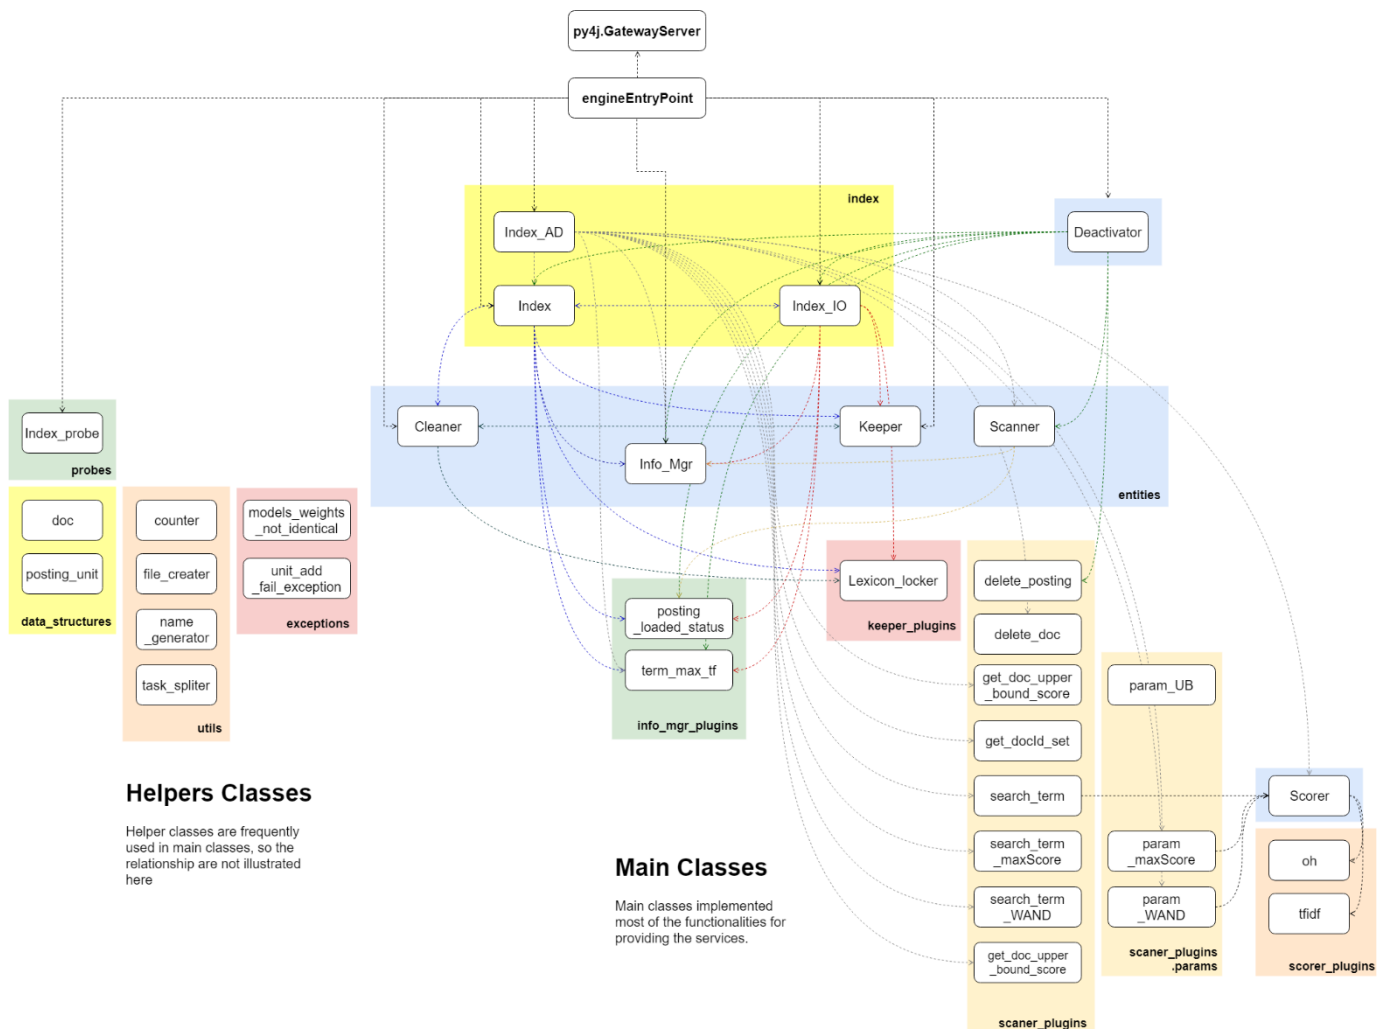 py4j.GatewayServer
engineEntryPoint
index
Index_AD
Deactivator
Index
Index_IO
Cleaner
Keeper
Scanner
Info_Mgr
entities
Index_probe
probes
doc
posting_unit
data_structures
counter
file_creater
name
_generator
task_spliter
utils
models_weights
_not_identical
unit_add
_fail_exception
exceptions
posting
_loaded_status
term_max_tf
info_mgr_plugins
Lexicon_locker
keeper_plugins
delete_posting
delete_doc
get_doc_upper
_bound_score
get_docId_set
search_term
search_term
_maxScore
search_term
_WAND
get_doc_upper
_bound_score
scaner_plugins
param_UB
param
_maxScore
param
_WAND
scaner_plugins
.params
Scorer
oh
tfidf
scorer_plugins
Helpers Classes
Helper classes are frequently
used in main classes, so the
relationship are not illustrated
here
Main Classes
Main classes implemented
most of the functionalities for
providing the services.